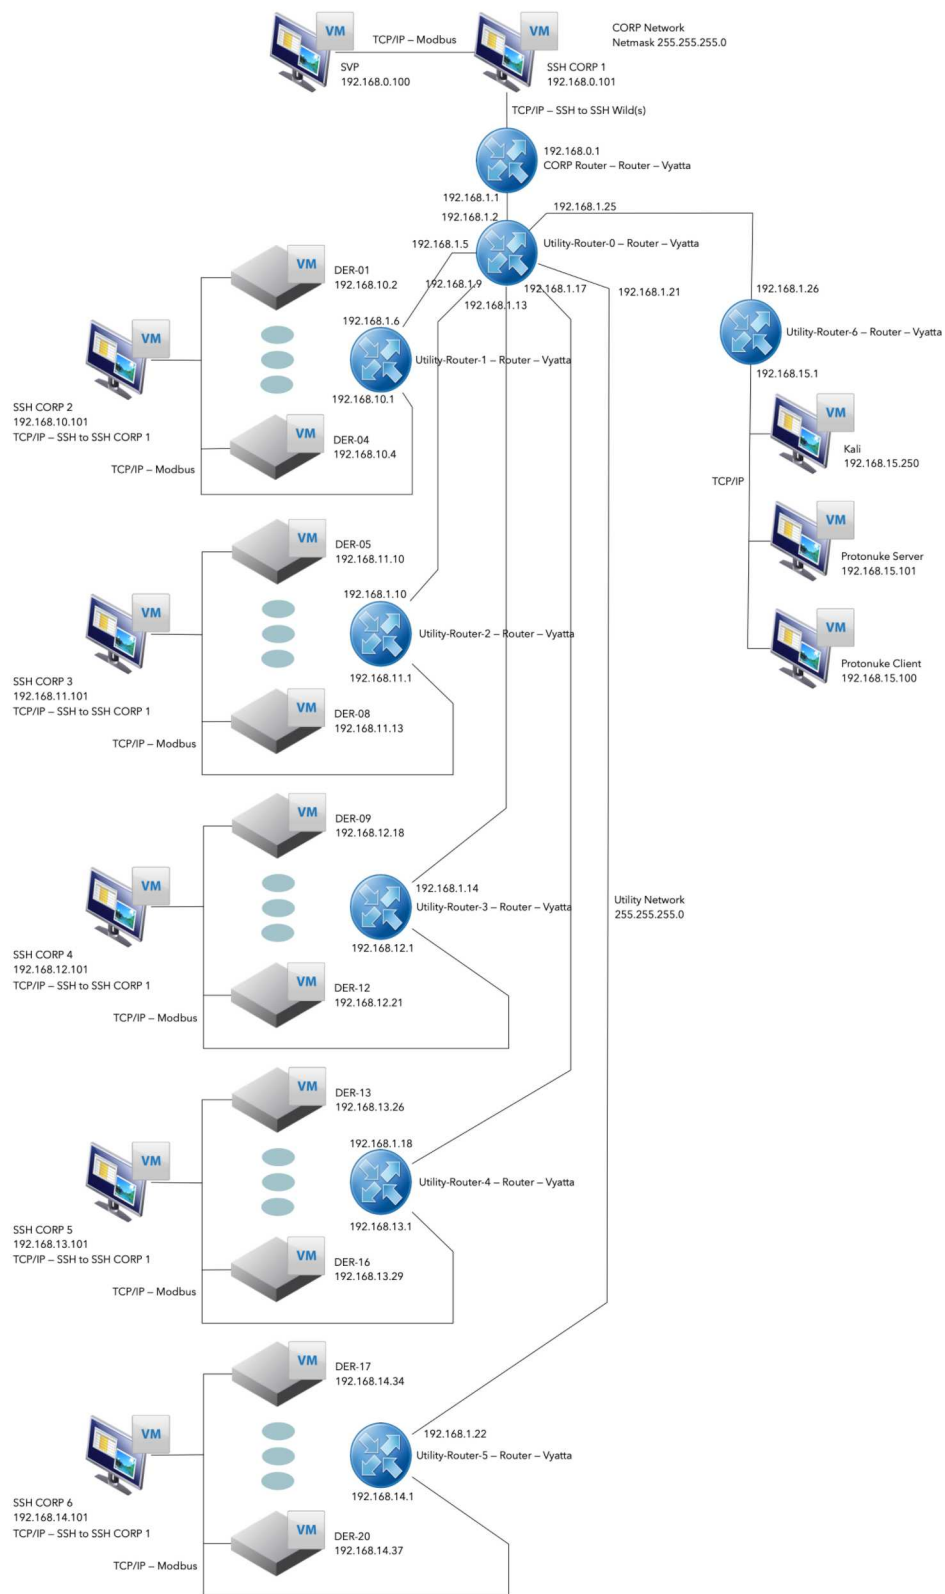 VM
VM
CORP Network
Netmask 255.255.255.0
TCP/IP – Modbus
SVP
192.168.0.100
SSH CORP 1
192.168.0.101
TCP/IP – SSH to SSH Wild(s)
192.168.0.1
CORP Router – Router – Vyatta
192.168.1.1
192.168.1.2
192.168.1.25
192.168.1.5
Utility-Router-0 – Router – Vyatta
192.168.1.9
192.168.1.17
192.168.1.13
192.168.1.21
192.168.1.26
Utility-Router-6 – Router – Vyatta
192.168.15.1
VM
Kali
192.168.15.250
TCP/IP
VM
Protonuke Server
192.168.15.101
VM
Protonuke Client
192.168.15.100
VM
DER-01
192.168.10.2
VM
192.168.1.6
Utility-Router-1 – Router – Vyatta
192.168.10.1
SSH CORP 2
192.168.10.101
TCP/IP – SSH to SSH CORP 1
VM
DER-04
192.168.10.4
TCP/IP – Modbus
VM
DER-05
192.168.11.10
VM
192.168.1.10
Utility-Router-2 – Router – Vyatta
192.168.11.1
SSH CORP 3
192.168.11.101
TCP/IP – SSH to SSH CORP 1
VM
DER-08
192.168.11.13
TCP/IP – Modbus
VM
DER-09
192.168.12.18
VM
192.168.1.14
Utility-Router-3 – Router – Vyatta
192.168.12.1
Utility Network
255.255.255.0
SSH CORP 4
192.168.12.101
TCP/IP – SSH to SSH CORP 1
VM
DER-12
192.168.12.21
TCP/IP – Modbus
VM
DER-13
192.168.13.26
VM
192.168.1.18
Utility-Router-4 – Router – Vyatta
192.168.13.1
SSH CORP 5
192.168.13.101
TCP/IP – SSH to SSH CORP 1
VM
DER-16
192.168.13.29
TCP/IP – Modbus
VM
DER-17
192.168.14.34
VM
192.168.1.22
Utility-Router-5 – Router – Vyatta
192.168.14.1
SSH CORP 6
192.168.14.101
TCP/IP – SSH to SSH CORP 1
VM
DER-20
192.168.14.37
TCP/IP – Modbus